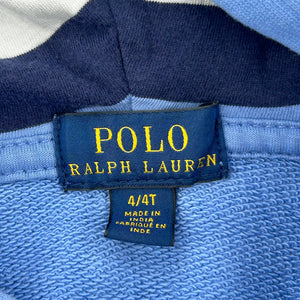 POLO
RALPH LAUREN
4/4T
MADE IN
INDIA
FABRIQUÉ EN
INDE